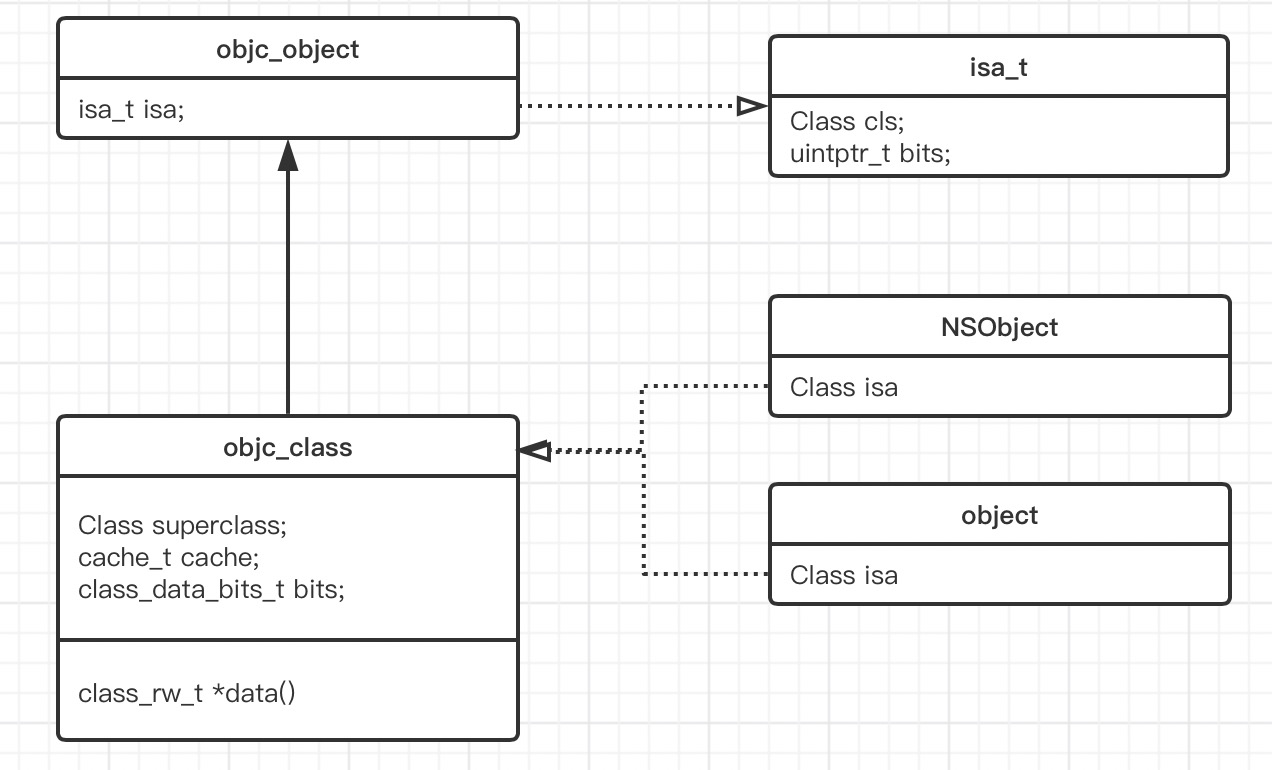 objc_object
isa_t isa;
isa_t
Class cls;
uintptr_t bits;
NSObject
Class isa
objc_class
Class superclass;
cache_t cache;
class_data_bits_t bits;
class_rw_t *data()
object
Class isa